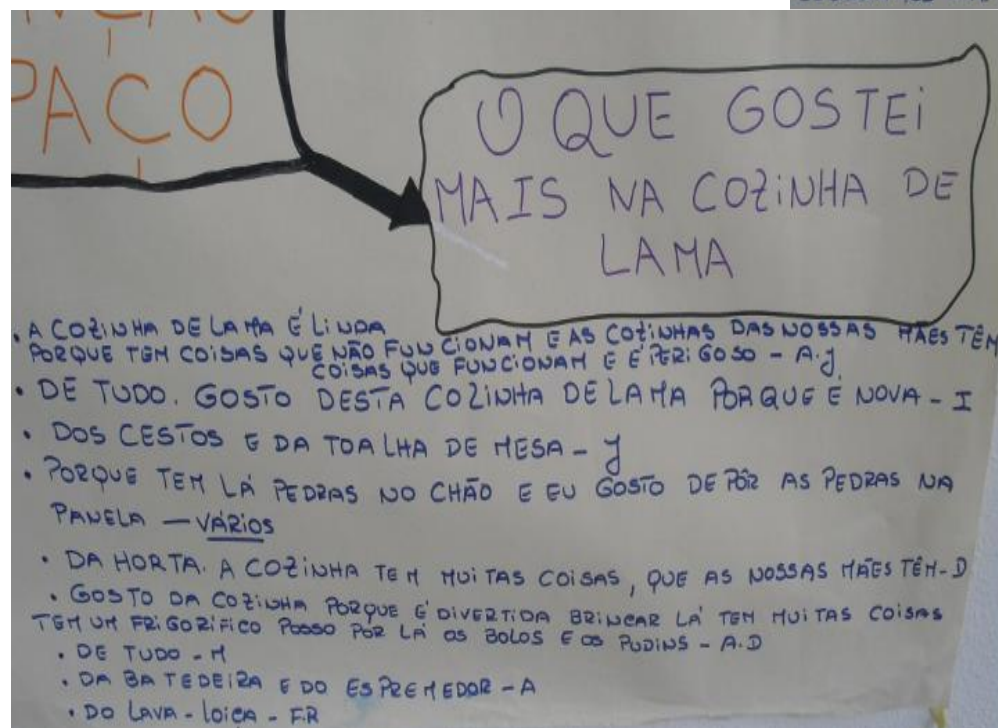 PAÇO
O QUE GOSTEI
MAIS NA COZINHA DE
LAMA
. A COZINHA DE LAMA É LINDA
PORQUE TEM COISAS QUE NÃO FUNCIONAM E AS COZINHAS DAS NOSSAS MÃES TÊM
COISAS QUE FUNCIONAM E É PERIGOSO - A.J.
. DE TUDO. GOSTO DESTA COZINHA DE LAMA PORQUE É NOVA - I
. DOS CESTOS E DA TOALHA DE MESA - J
. PORQUE TEM LÁ PEDRAS NO CHÃO E EU GOSTO DE PÔR AS PEDRAS NA
PANELA - VÁRIOS
. DA HORTA. A COZINHA TEM MUITAS COISAS, QUE AS NOSSAS MÃES TÊM - D
. GOSTO DA COZINHA PORQUE É DIVERTIDA BRINCAR LÁ TEM MUITAS COISAS
TEM UM FRIGORÍFICO POSSO POR LÁ OS BOLOS E OS PUDINS - A.D
. DE TUDO - M
. DA BATEDEIRA E DO ESPREMEDOR - A
. DO LAVA-LOIÇA - F.R